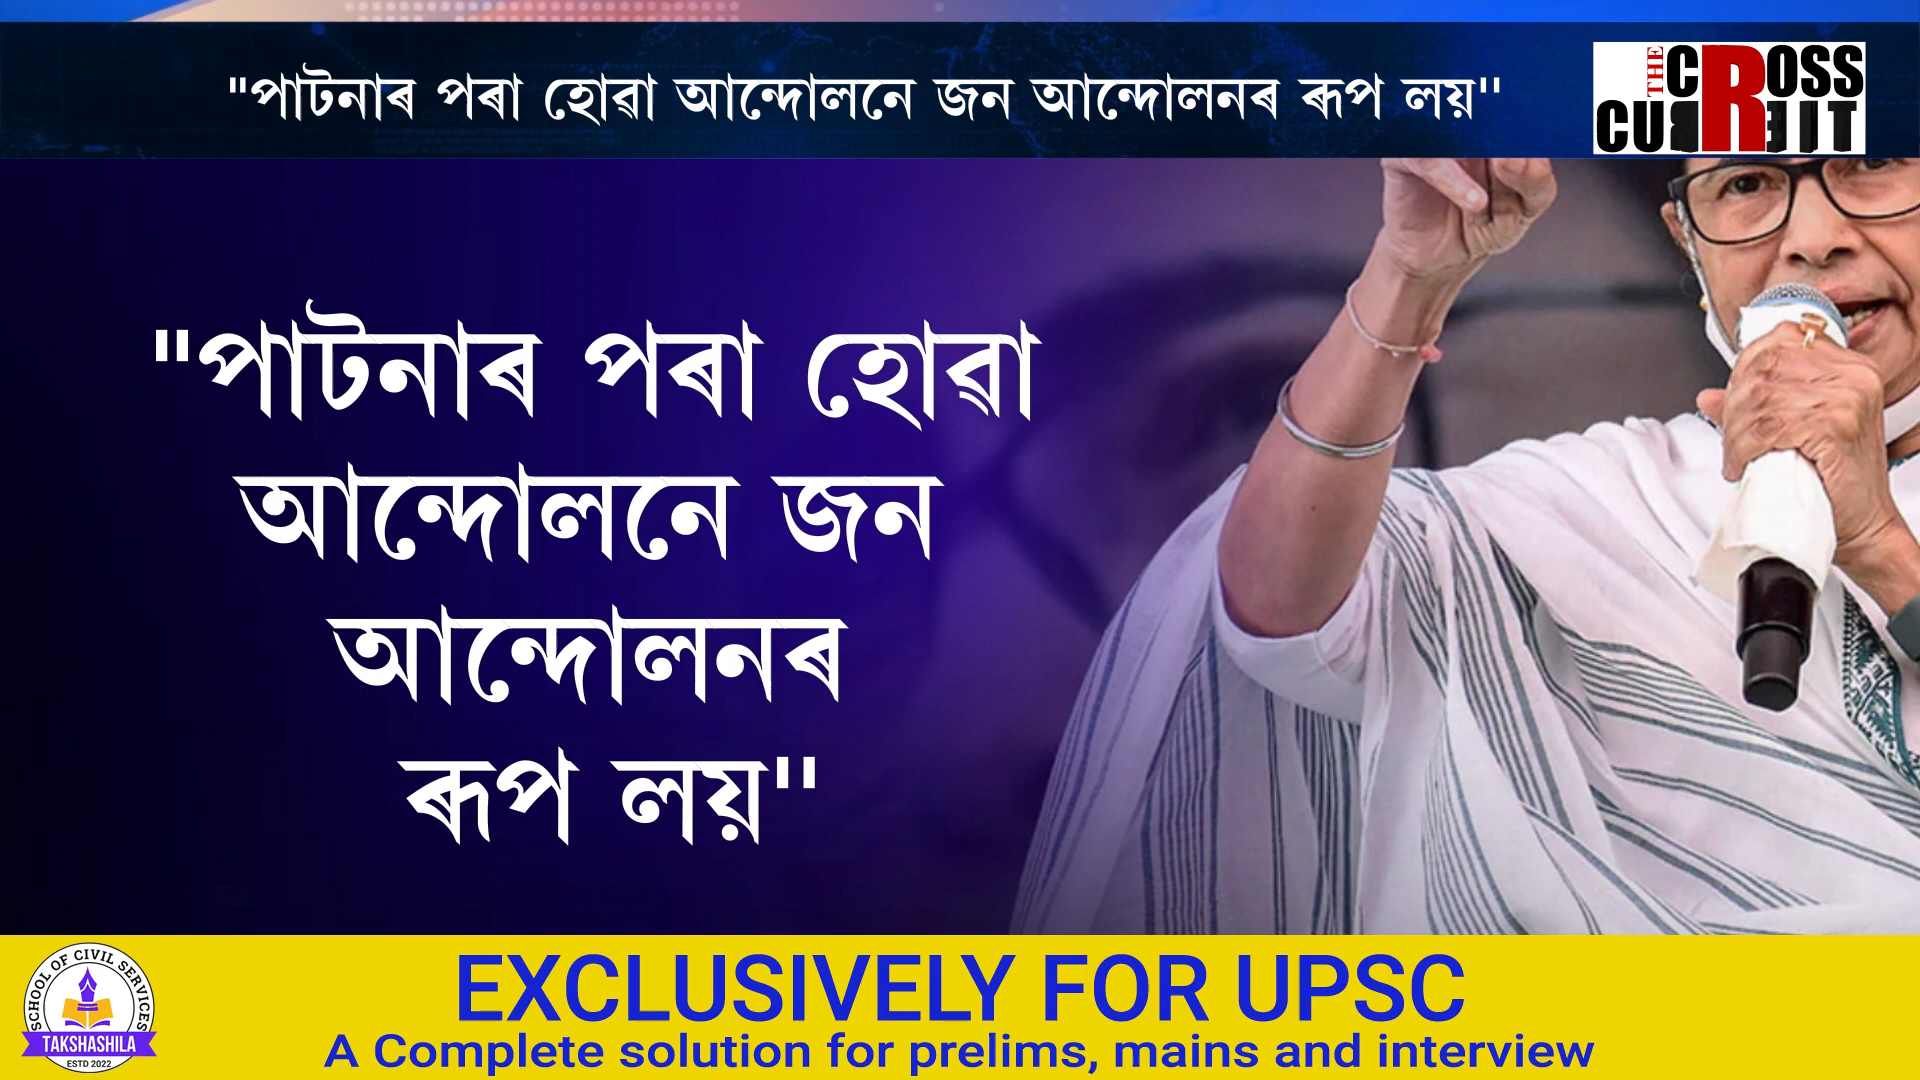 "পাটনাৰ পৰা হোৱা আন্দোলনে জন আন্দোলনৰ ৰূপ লয়"
THE CROSS
CURRENT
"পাটনাৰ পৰা হোৱা
আন্দোলনে জন
আন্দোলনৰ
ৰূপ লয়"
SCHOOL OF CIVIL SERVICES
TAKSHASHILA
ESTD 2022
EXCLUSIVELY FOR UPSC
A Complete solution for prelims, mains and interview